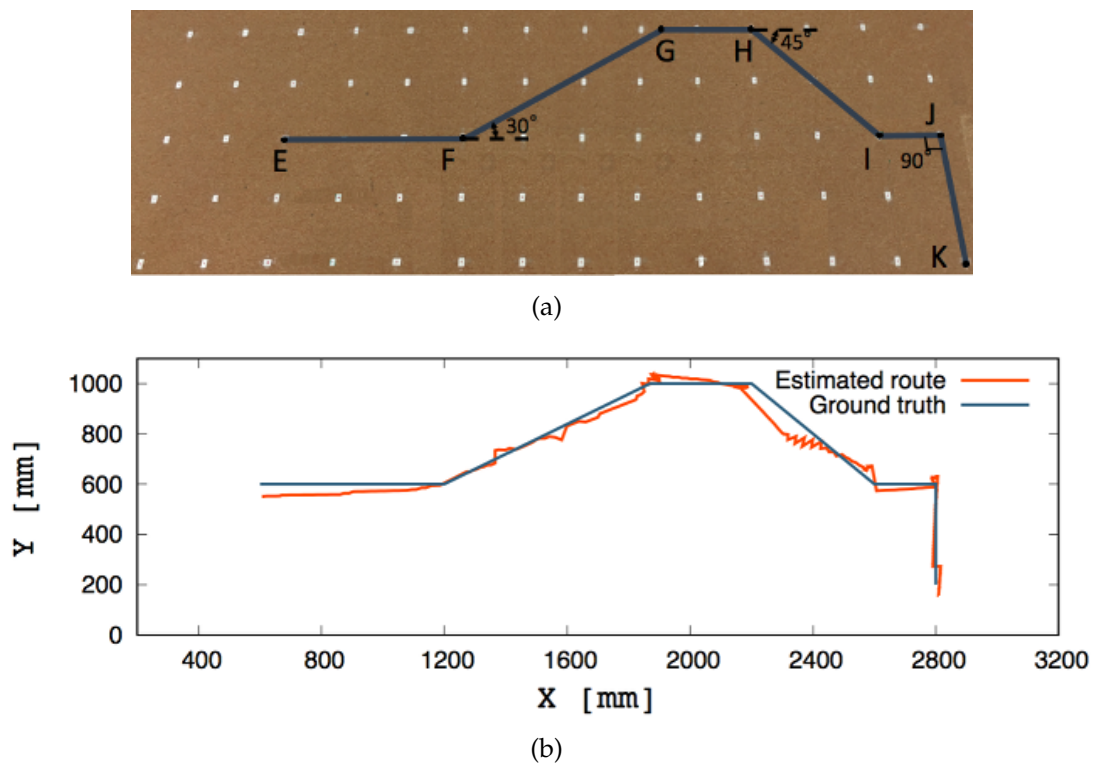 G H 45°
30° J
E F I 90°
K
(a)
1000 Estimated route
800 Ground truth
600
400
200
0
Y [mm]
400 800 1200 1600 2000 2400 2800 3200
X [mm]
(b)